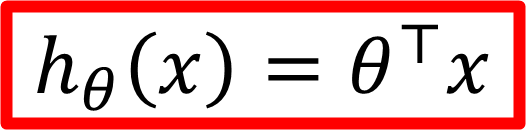 h_θ(x) = θ^⊤x